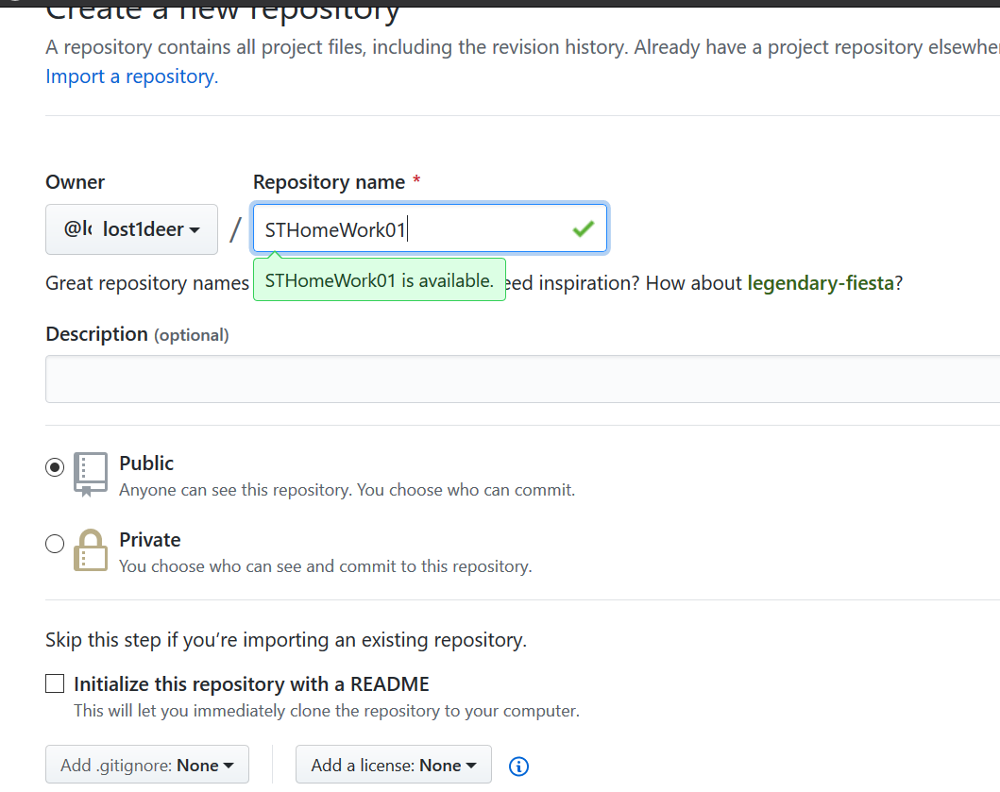 Create a new repository
A repository contains all project files, including the revision history. Already have a project repository
Import a repository.
Owner
Repository name *
lost1deer
/
STHomeWork01
STHomeWork01 is available.
Great repository names inspiration? How about legendary-fiesta?
Description (optional)
Public
Anyone can see this repository. You choose who can commit.
Private
You choose who can see and commit to this repository.
Skip this step if you’re importing an existing repository.
Initialize this repository with a README
This will let you immediately clone the repository to your computer.
Add .gitignore: None
Add a license: None